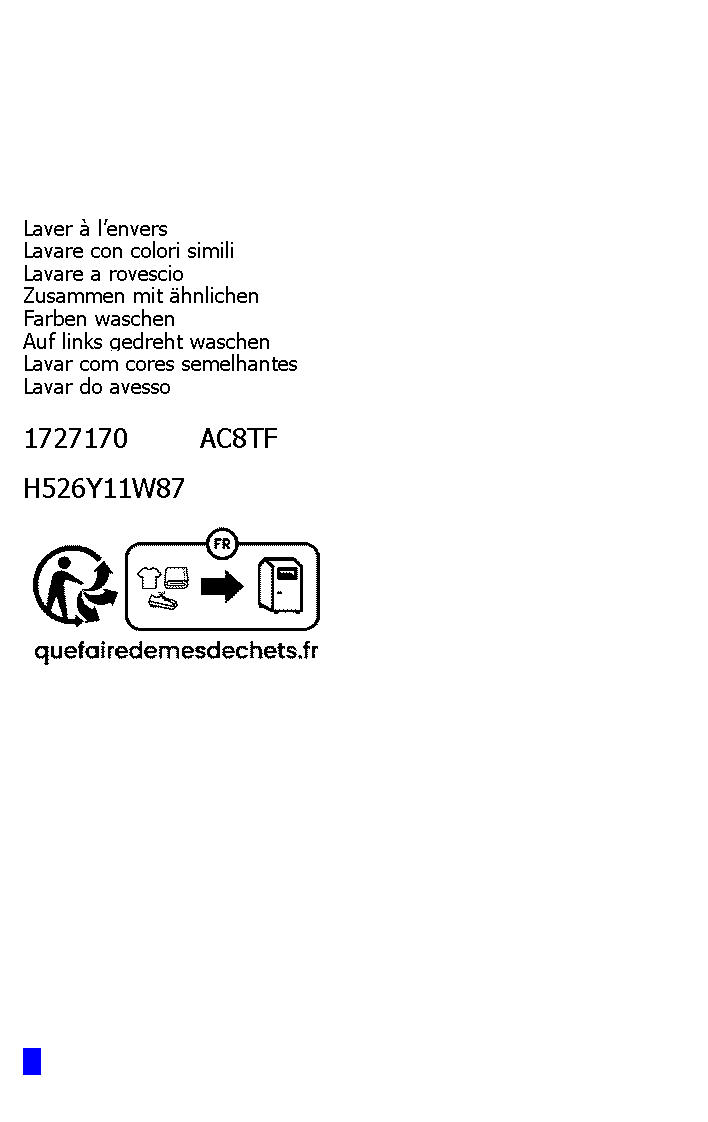 Laver à l'envers
Lavare con colori simili
Lavare a rovescio
Zusammen mit ähnlichen
Farben waschen
Auf links gedreht waschen
Lavar com cores semelhantes
Lavar do avesso
1727170 AC8TF
H526Y11W87
FR
quefairedemesdechets.fr